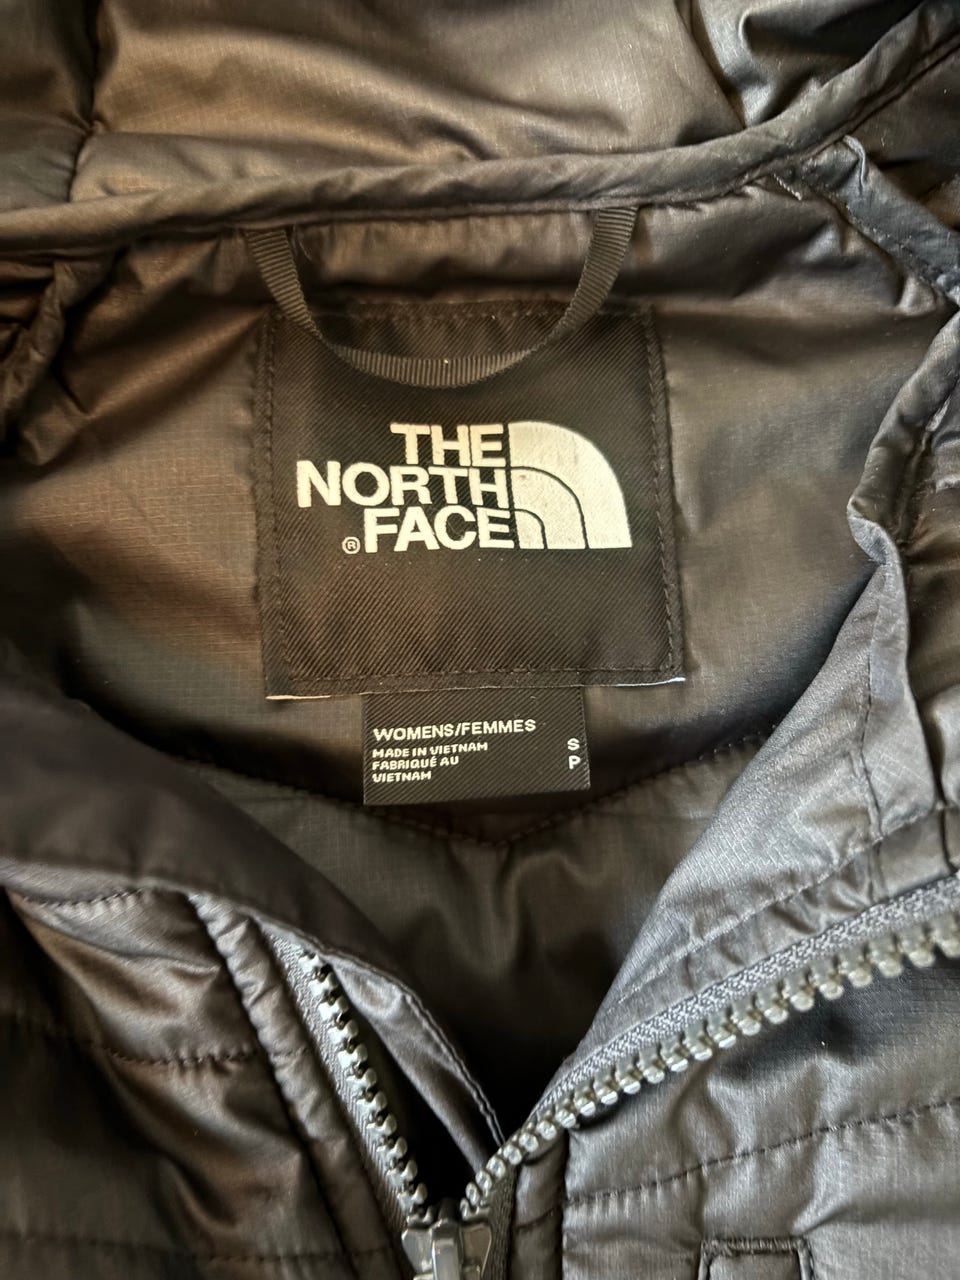 THE
NORTH
®FACE
WOMENS/FEMMES
MADE IN VIETNAM
FABRIQUÉ AU
VIETNAM
S
P